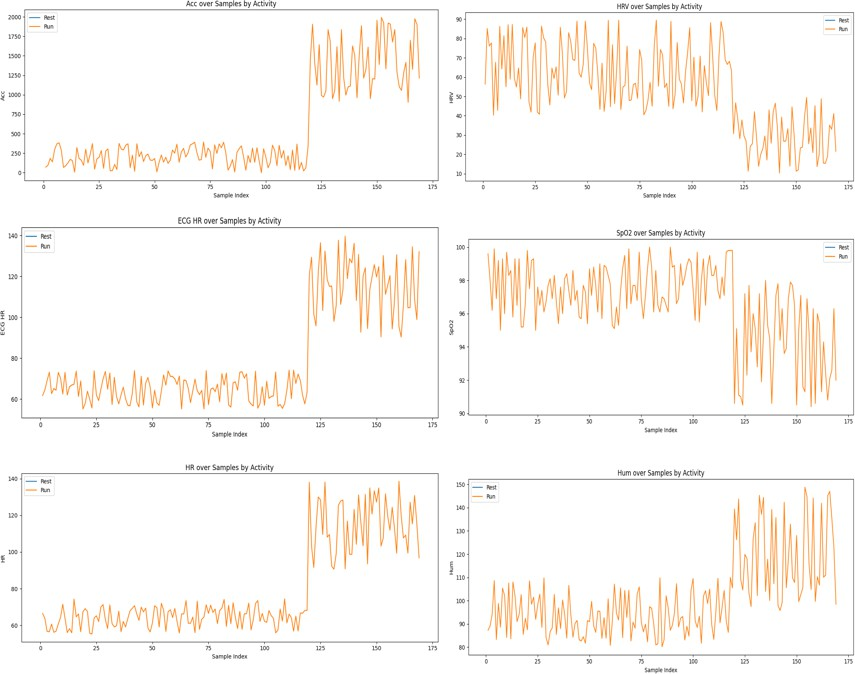 Acc over Samples by Activity
Rest
Run
Acc
2000
1750
1500
1250
1000
750
500
250
0
0 25 50 75 100 125 150 175
Sample Index
HRV over Samples by Activity
Rest
Run
HRV
90
80
70
60
50
40
30
20
10
0 25 50 75 100 125 150 175
Sample Index
ECG HR over Samples by Activity
Rest
Run
ECG HR
140
120
100
80
60
0 25 50 75 100 125 150 175
Sample Index
SpO2 over Samples by Activity
Rest
Run
SpO2
100
98
96
94
92
90
0 25 50 75 100 125 150 175
Sample Index
HR over Samples by Activity
Rest
Run
HR
140
120
100
80
60
0 25 50 75 100 125 150 175
Sample Index
Hum over Samples by Activity
Rest
Run
Hum
150
140
130
120
110
100
90
80
0 25 50 75 100 125 150 175
Sample Index